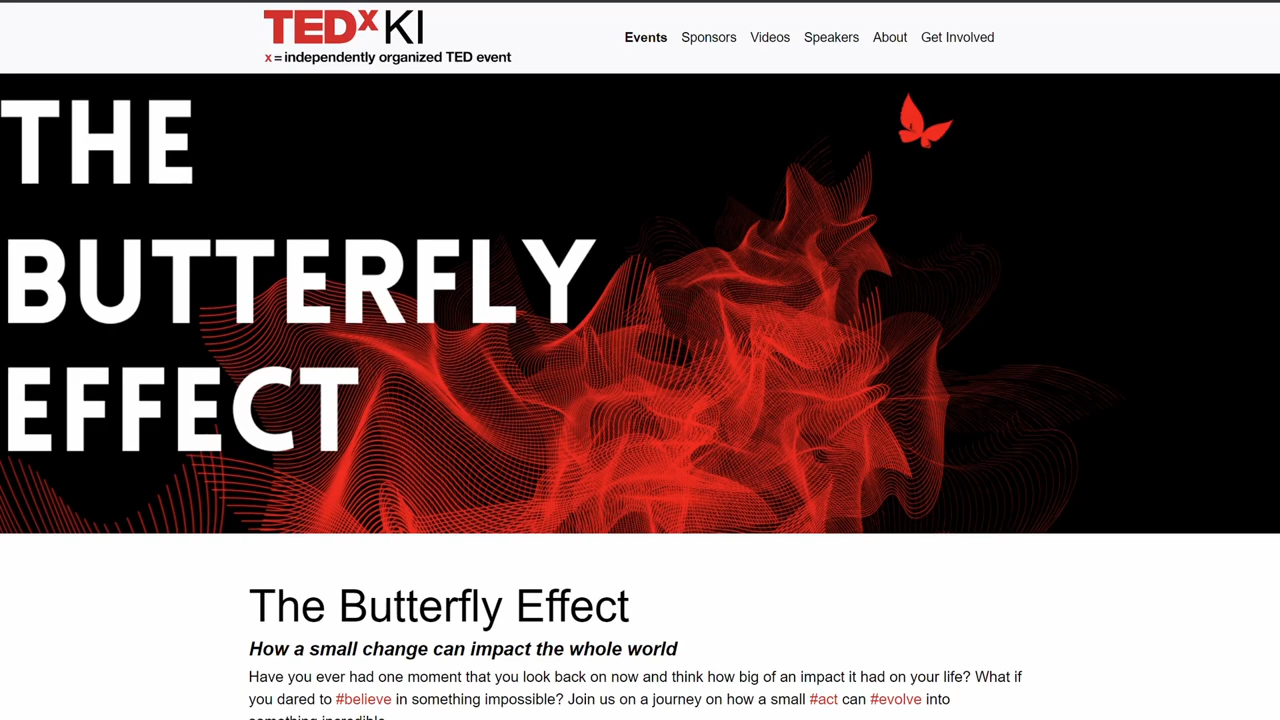 TEDxKI
x = independently organized TED event
Events Sponsors Videos Speakers About Get Involved
THE
BUTTERFLY
EFFECT
The Butterfly Effect
How a small change can impact the whole world
Have you ever had one moment that you look back on now and think how big of an impact it had on your life? What if
you dared to #believe in something impossible? Join us on a journey on how a small #act can #evolve into
something incredible